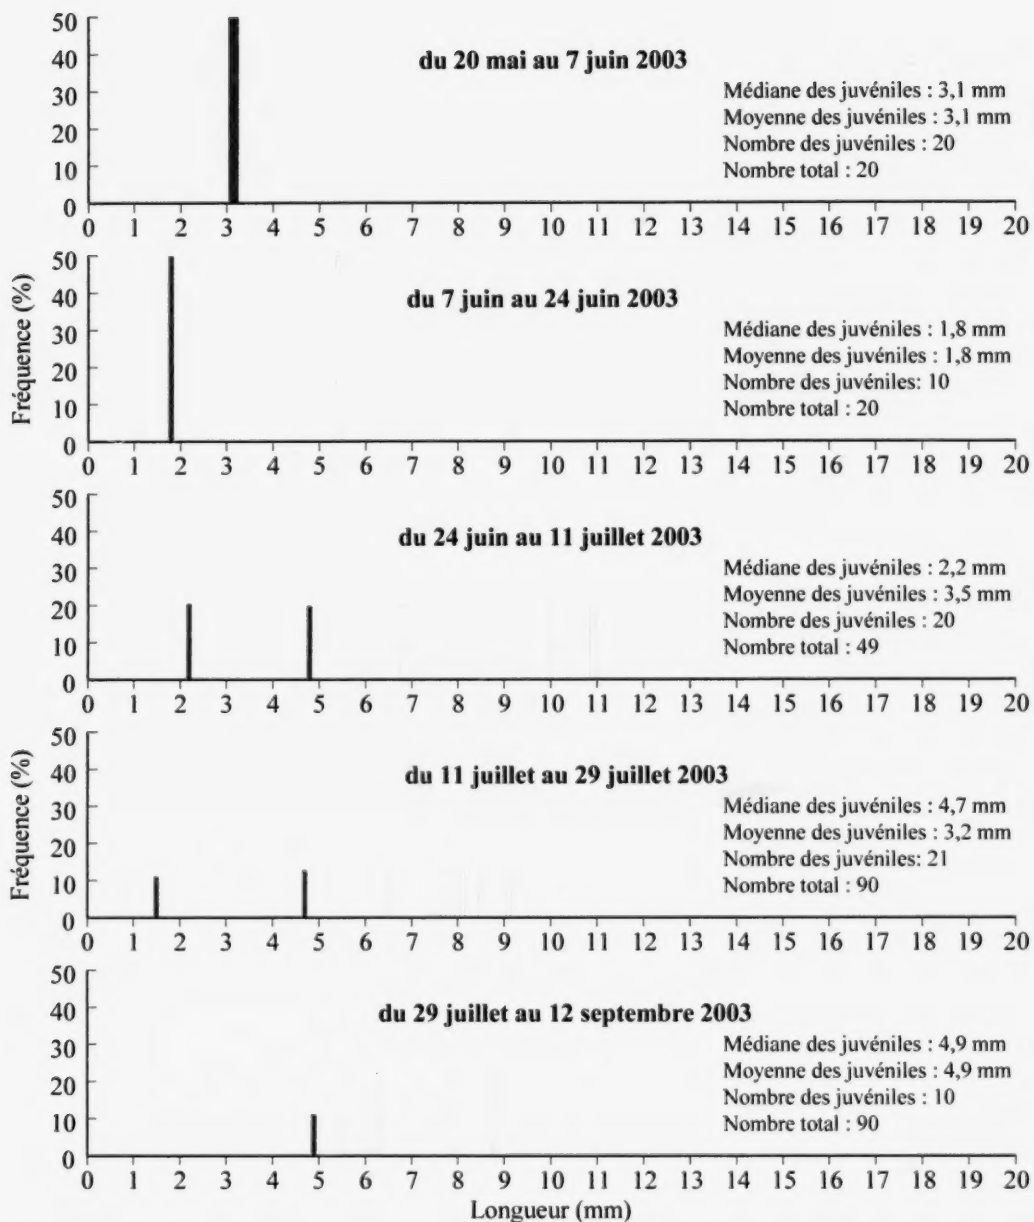 50
40
30
20
10
0
du 20 mai au 7 juin 2003
Médiane des juvéniles : 3,1 mm
Moyenne des juvéniles : 3,1 mm
Nombre des juvéniles : 20
Nombre total : 20
0 1 2 3 4 5 6 7 8 9 10 11 12 13 14 15 16 17 18 19 20
Fréquence (%)
50
40
30
20
10
0
du 7 juin au 24 juin 2003
Médiane des juvéniles : 1,8 mm
Moyenne des juvéniles : 1,8 mm
Nombre des juvéniles: 10
Nombre total : 20
0 1 2 3 4 5 6 7 8 9 10 11 12 13 14 15 16 17 18 19 20
50
40
30
20
10
0
du 24 juin au 11 juillet 2003
Médiane des juvéniles : 2,2 mm
Moyenne des juvéniles : 3,5 mm
Nombre des juvéniles : 20
Nombre total : 49
0 1 2 3 4 5 6 7 8 9 10 11 12 13 14 15 16 17 18 19 20
Fréquence (%)
50
40
30
20
10
0
du 11 juillet au 29 juillet 2003
Médiane des juvéniles : 4,7 mm
Moyenne des juvéniles : 3,2 mm
Nombre des juvéniles: 21
Nombre total : 90
0 1 2 3 4 5 6 7 8 9 10 11 12 13 14 15 16 17 18 19 20
50
40
30
20
10
0
du 29 juillet au 12 septembre 2003
Médiane des juvéniles : 4,9 mm
Moyenne des juvéniles : 4,9 mm
Nombre des juvéniles : 10
Nombre total : 90
0 1 2 3 4 5 6 7 8 9 10 11 12 13 14 15 16 17 18 19 20
Longueur (mm)